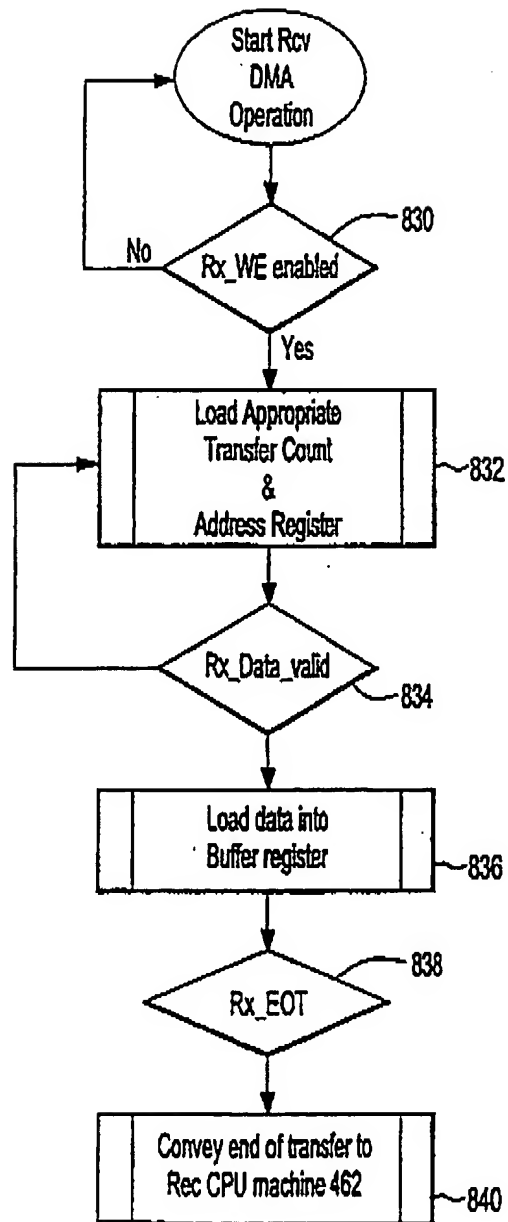 Start Rcv
DMA
Operation
830
No
Rx_WE enabled
Yes
Load Appropriate
Transfer Count
&
Address Register
832
Rx_Data_valid
834
Load data into
Buffer register
836
838
Rx_EOT
Convey end of transfer to
Rec CPU machine 462
840